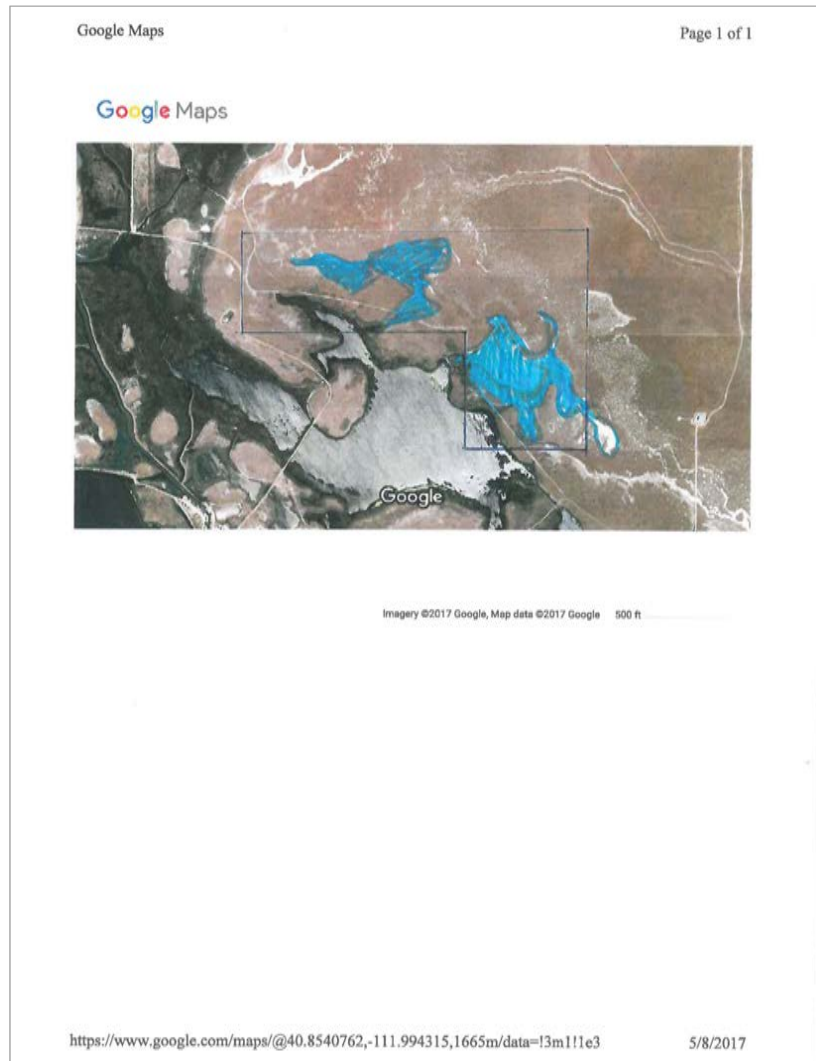 Google Maps
Page 1 of 1
Google Maps
Google
Imagery ©2017 Google, Map data ©2017 Google 500 ft
https://www.google.com/maps/@40.8540762,-111.994315,1665m/data=!3m1!1e3
5/8/2017